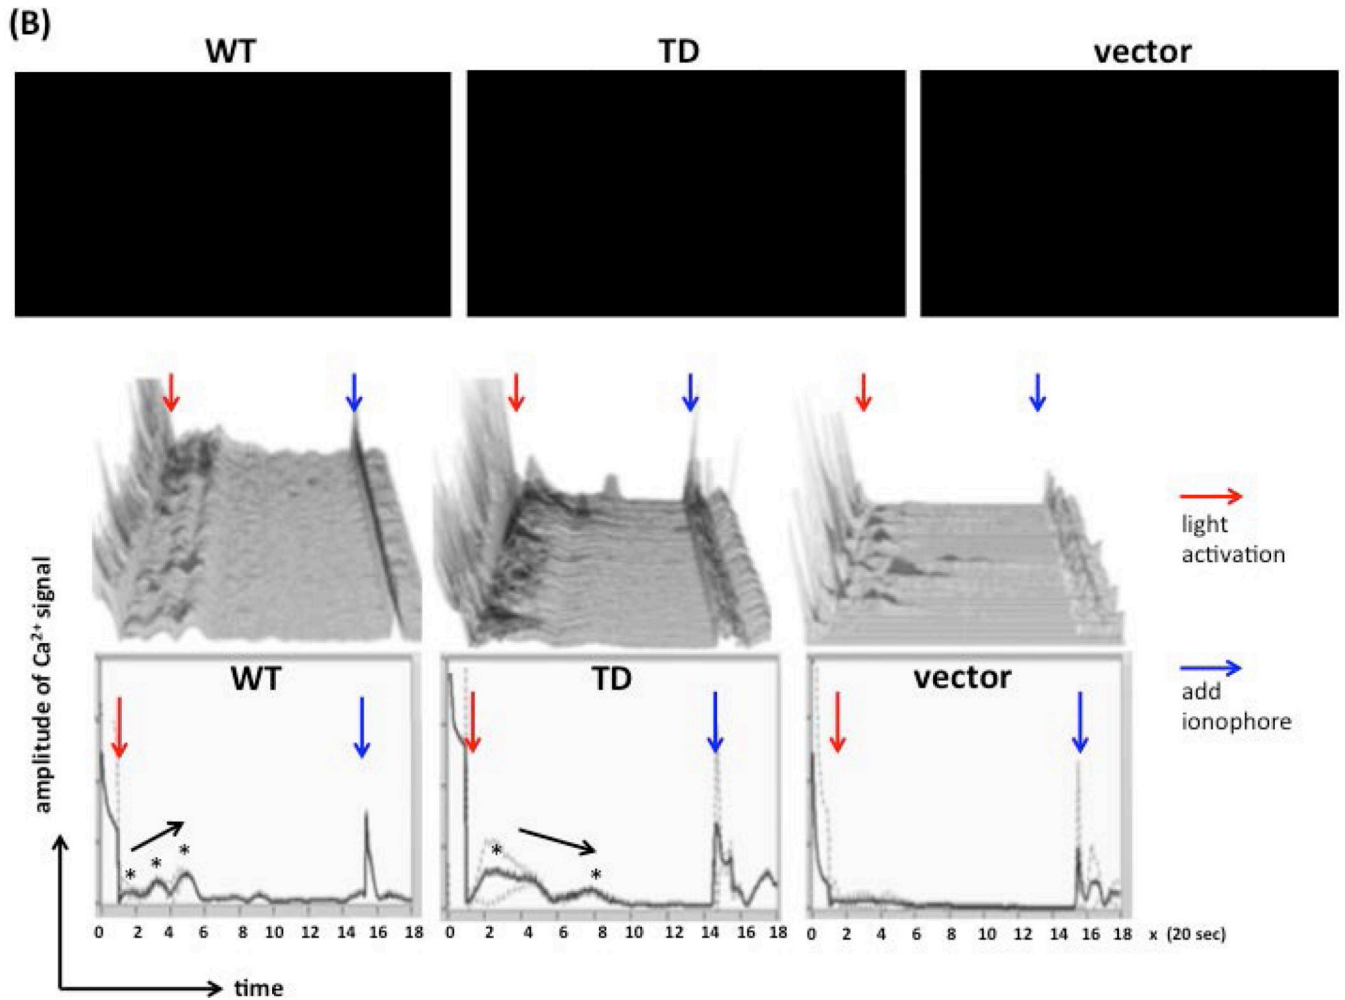 (B)
WT TD vector
light
activation
amplitude of Ca²⁺ signal
WT TD vector
add
ionophore
* * * * *
0 2 4 6 8 10 12 14 16 18 0 2 4 6 8 10 12 14 16 18 0 2 4 6 8 10 12 14 16 18 x (20 sec)
time